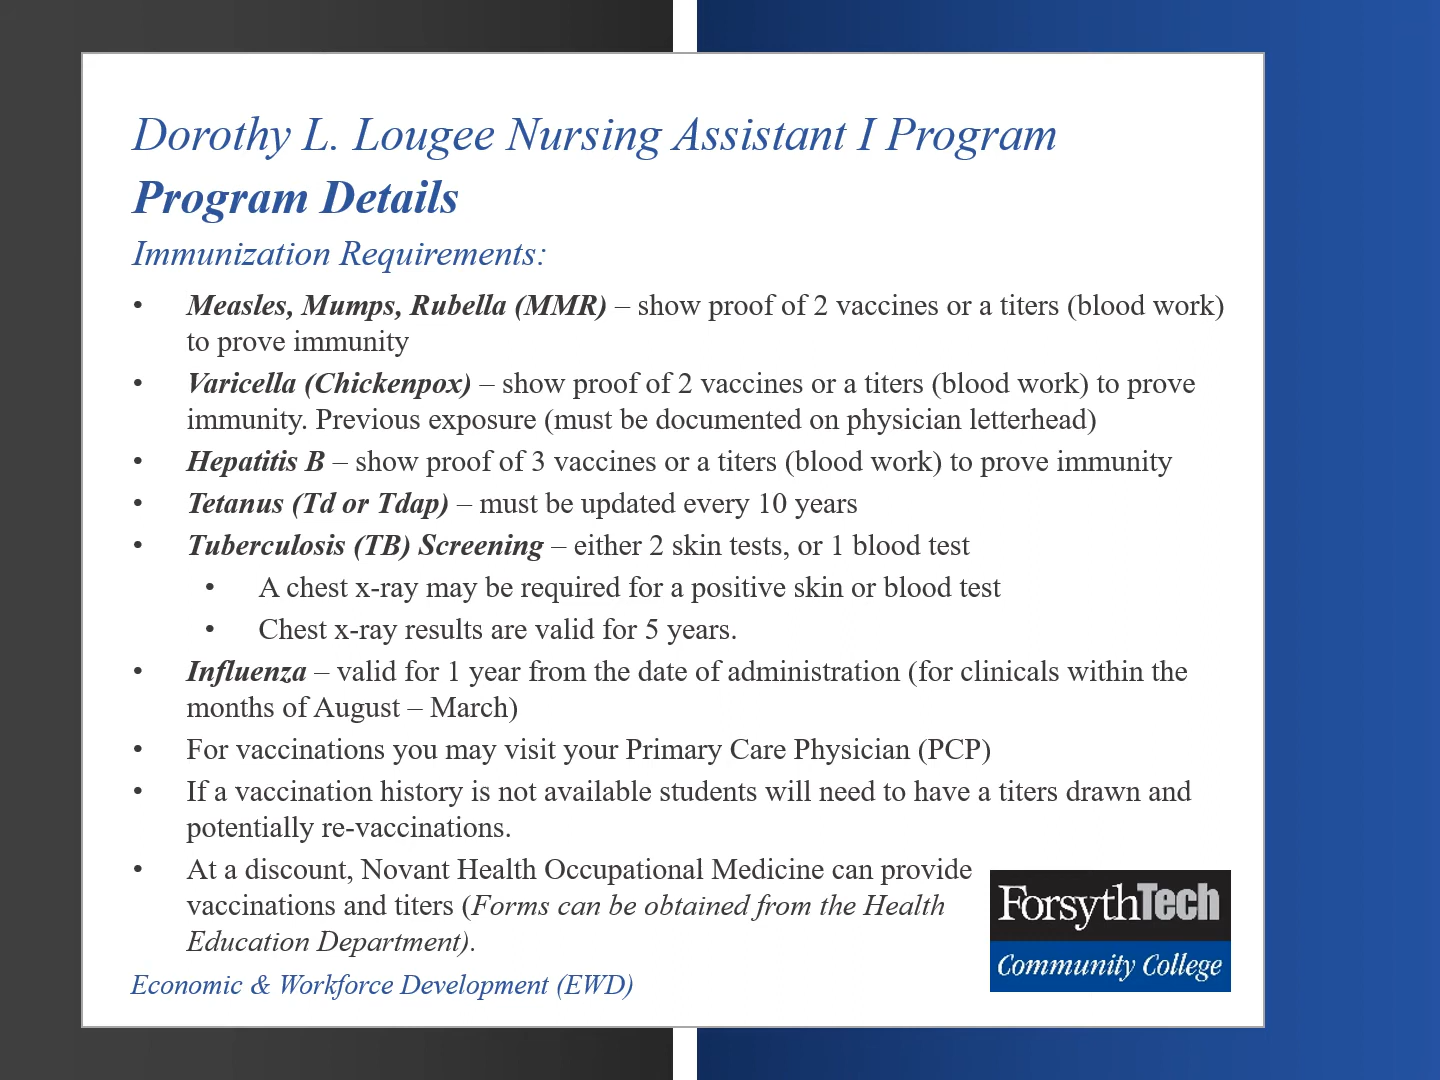 Dorothy L. Lougee Nursing Assistant I Program
Program Details
Immunization Requirements:
• Measles, Mumps, Rubella (MMR) – show proof of 2 vaccines or a titers (blood work)
to prove immunity
• Varicella (Chickenpox) – show proof of 2 vaccines or a titers (blood work) to prove
immunity. Previous exposure (must be documented on physician letterhead)
• Hepatitis B – show proof of 3 vaccines or a titers (blood work) to prove immunity
• Tetanus (Td or Tdap) – must be updated every 10 years
• Tuberculosis (TB) Screening – either 2 skin tests, or 1 blood test
• A chest x-ray may be required for a positive skin or blood test
• Chest x-ray results are valid for 5 years.
• Influenza – valid for 1 year from the date of administration (for clinicals within the
months of August – March)
• For vaccinations you may visit your Primary Care Physician (PCP)
• If a vaccination history is not available students will need to have a titers drawn and
potentially re-vaccinations.
• At a discount, Novant Health Occupational Medicine can provide
vaccinations and titers (Forms can be obtained from the Health
Education Department).
Economic & Workforce Development (EWD)
ForsythTech
Community College